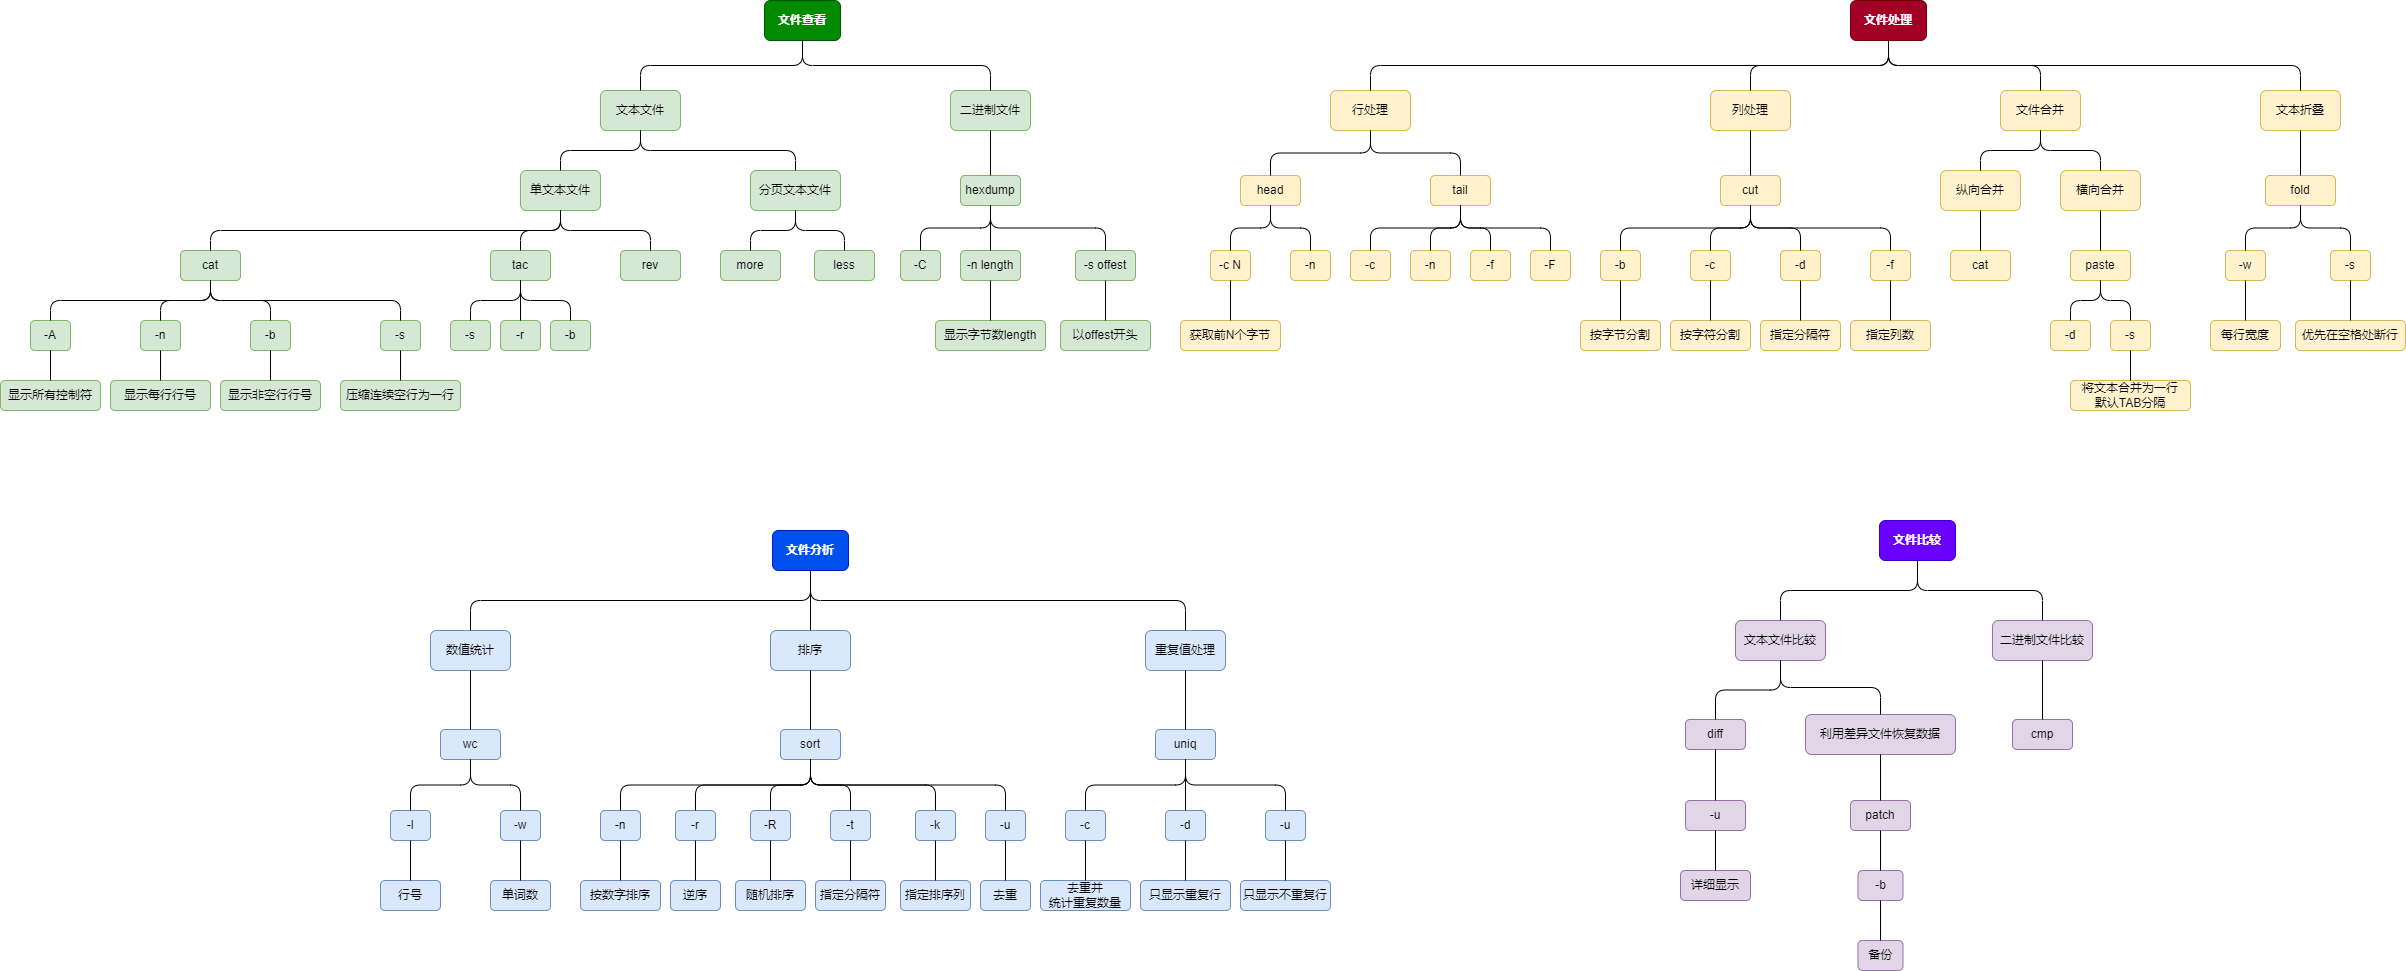 文件查看
文本文件
二进制文件
单文本文件
分页文本文件
hexdump
cat
tac
rev
more
less
-C
-n length
-s offest
-A
-n
-b
-s
-s
-r
-b
显示字节数length
以offest开头
显示所有控制符
显示每行行号
显示非空行行号
压缩连续空行为一行
文件处理
行处理
列处理
文件合并
文本折叠
head
tail
cut
纵向合并
横向合并
fold
-c N
-n
-c
-n
-f
-F
-b
-c
-d
-f
cat
paste
-w
-s
获取前N个字节
按字节分割
按字符分割
指定分隔符
指定列数
-d
-s
每行宽度
优先在空格处断行
将文本合并为一行
默认TAB分隔
文件分析
数值统计
排序
重复值处理
wc
sort
uniq
-l
-w
-n
-r
-R
-t
-k
-u
-c
-d
-u
行号
单词数
按数字排序
逆序
随机排序
指定分隔符
指定排序列
去重
去重并
统计重复数量
只显示重复行
只显示不重复行
文件比较
文本文件比较
二进制文件比较
diff
利用差异文件恢复数据
cmp
-u
patch
详细显示
-b
备份